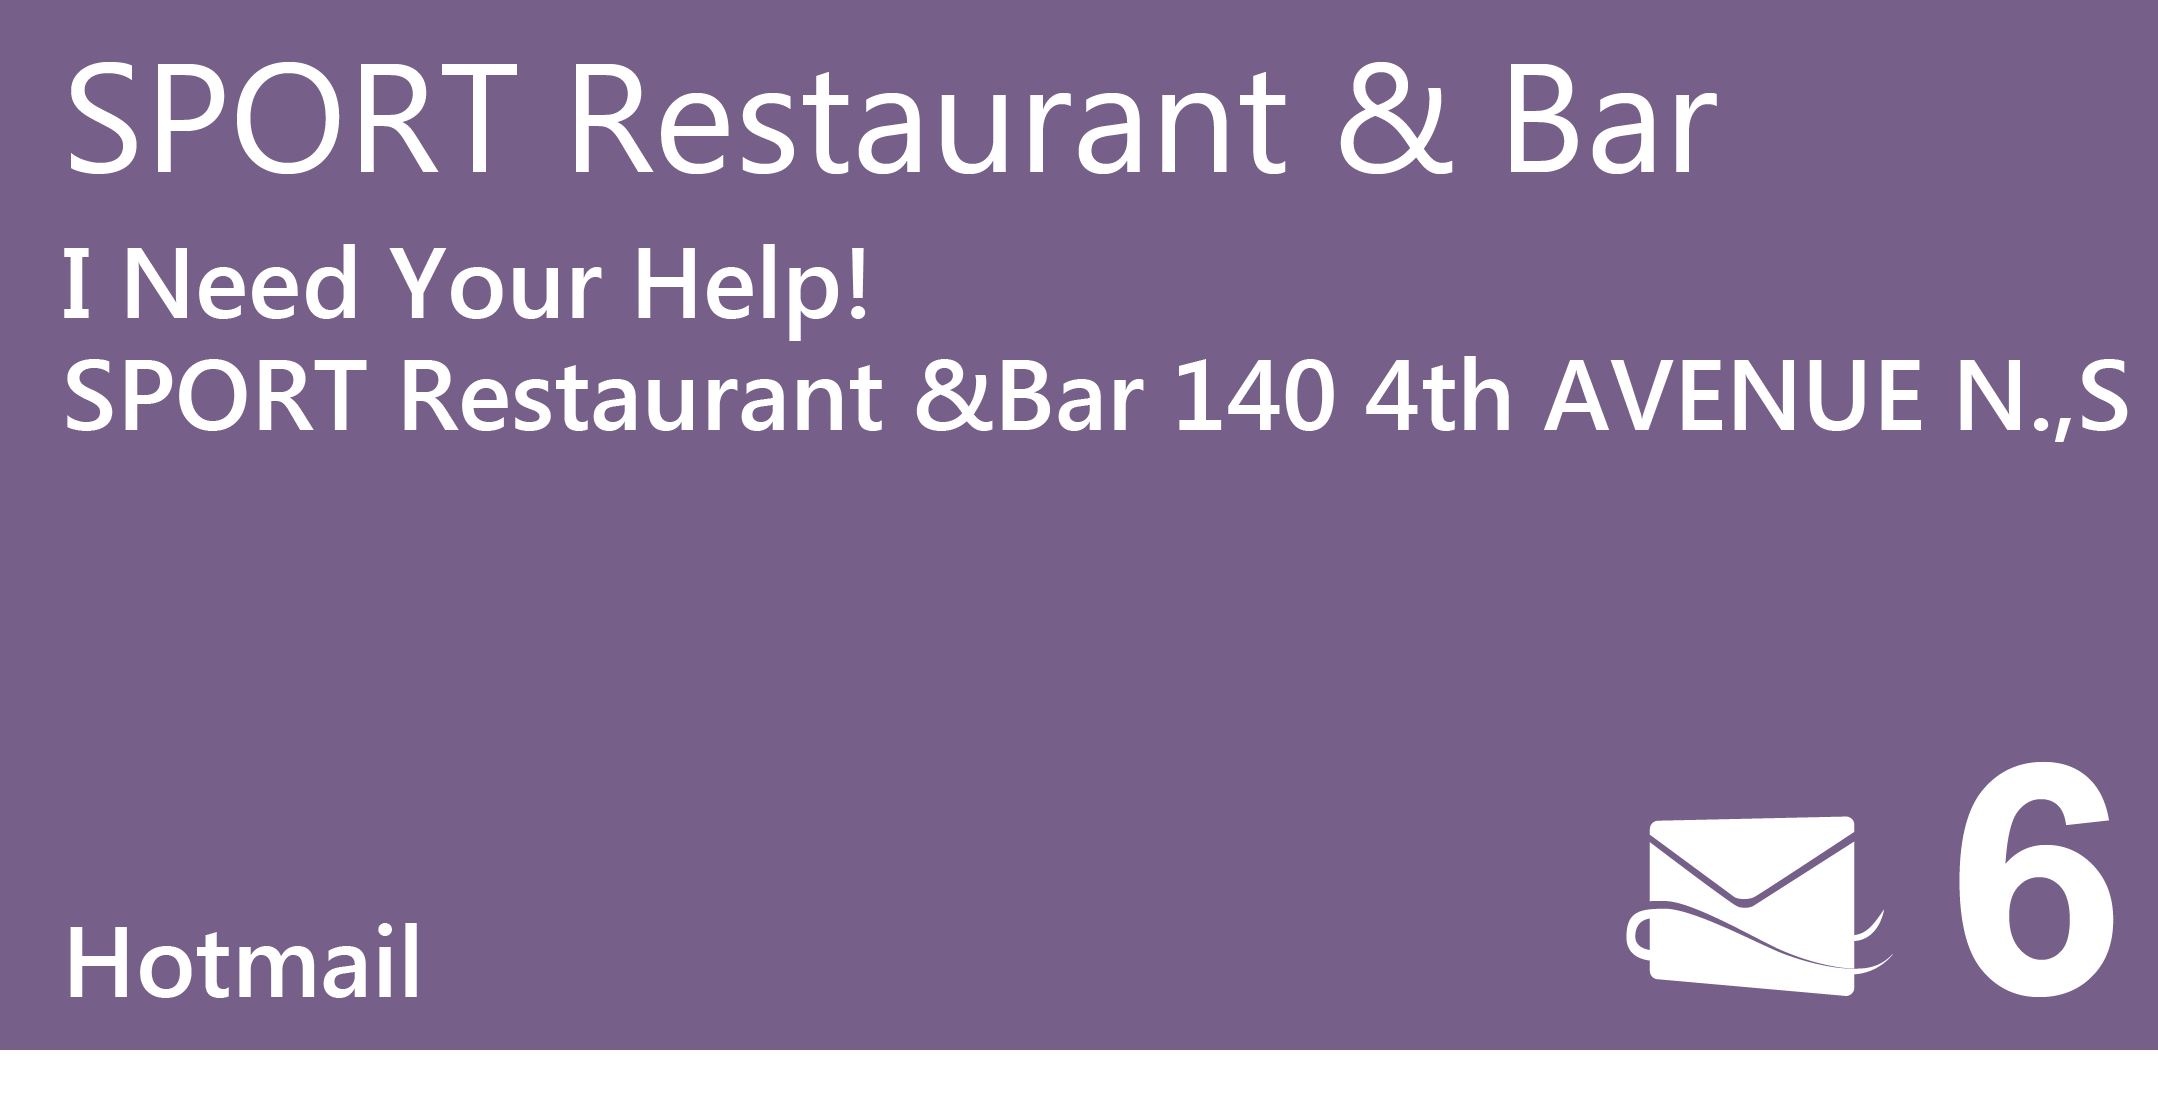 SPORT Restaurant & Bar
I Need Your Help!
SPORT Restaurant &Bar 140 4th AVENUE N.,S
Hotmail
6